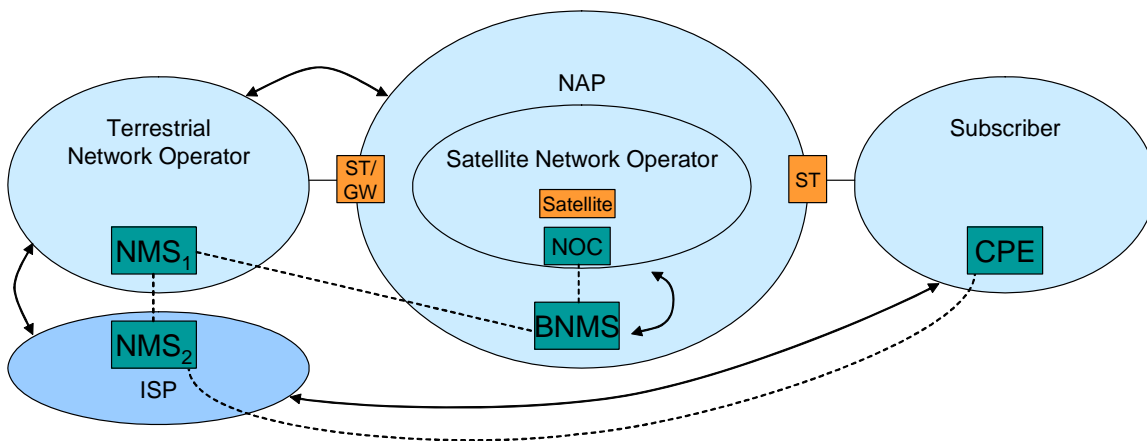 NAP
Terrestrial
Network Operator
Subscriber
Satellite Network Operator
ST/
GW
ST
Satellite
NOC
NMS1
CPE
BNMS
NMS2
ISP